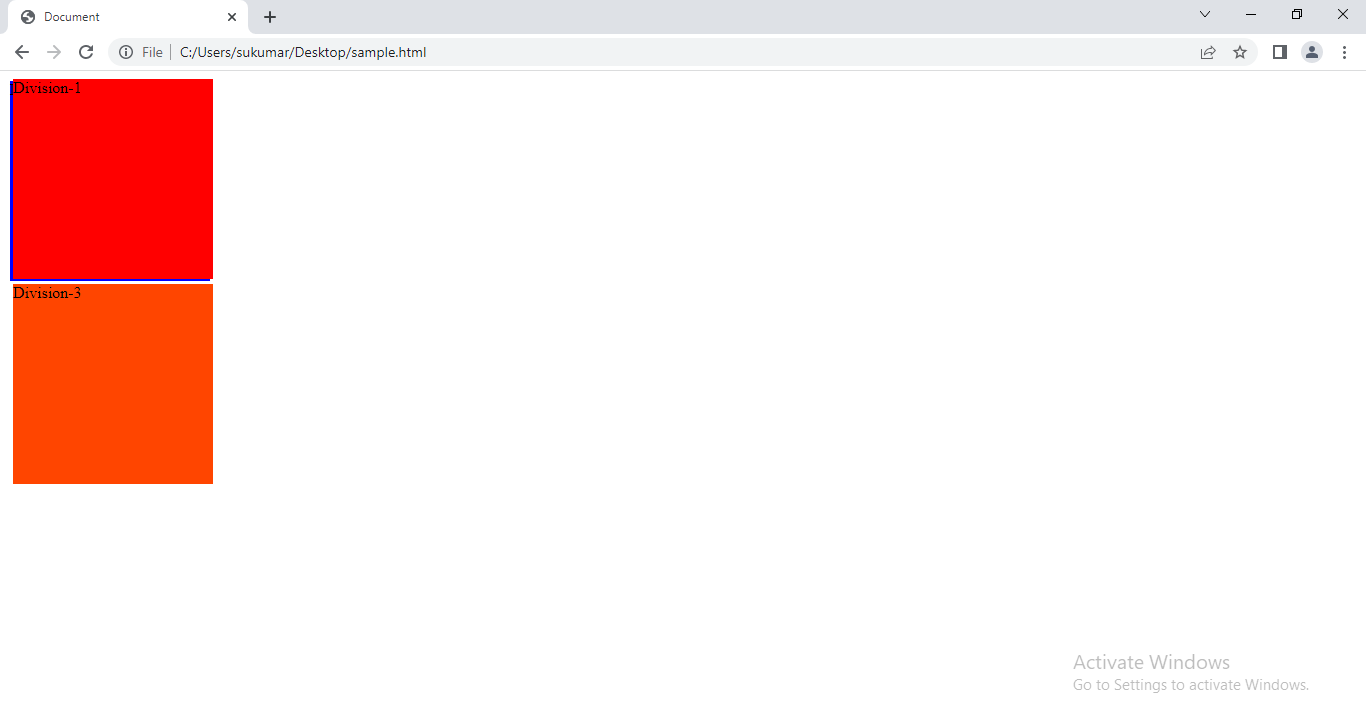 Document
File
C:/Users/sukumar/Desktop/sample.html
Division-1
Division-3
Activate Windows
Go to Settings to activate Windows.